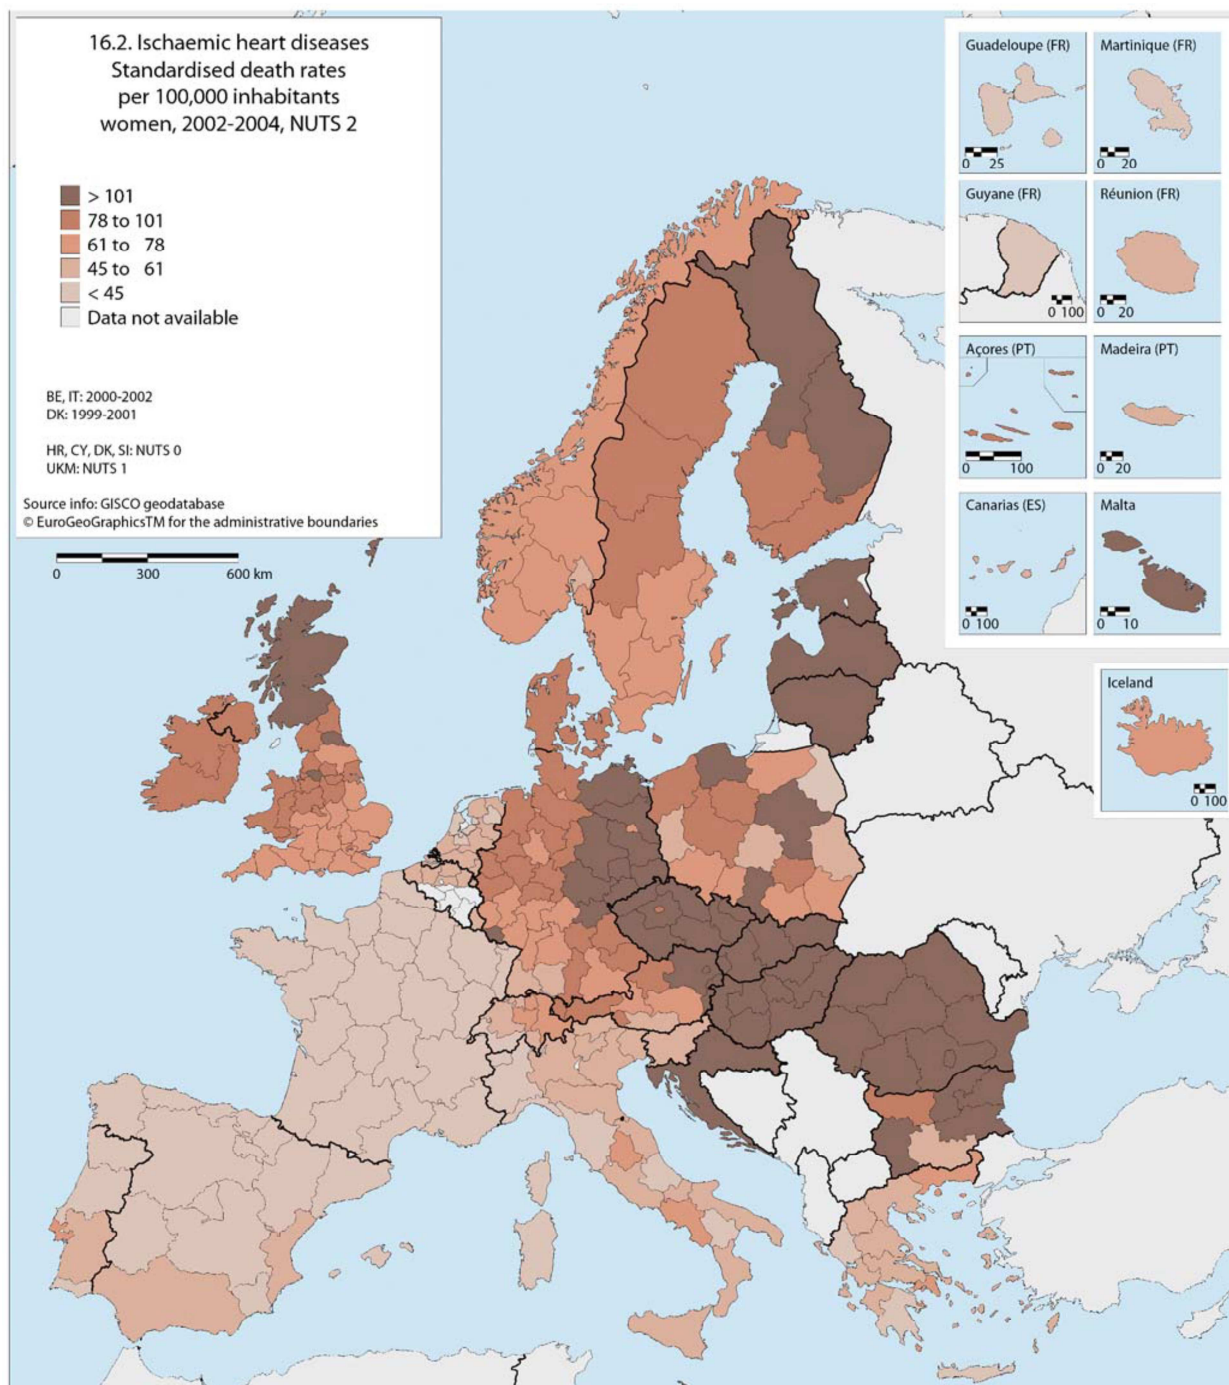 16.2. Ischaemic heart diseases
Standardised death rates
per 100,000 inhabitants
women, 2002-2004, NUTS 2
> 101
78 to 101
61 to 78
45 to 61
< 45
Data not available
BE, IT: 2000-2002
DK: 1999-2001
HR, CY, DK, SI: NUTS 0
UKM: NUTS 1
Source info: GISCO geodatabase
© EuroGeoGraphicsTM for the administrative boundaries
0 300 600 km
Guadeloupe (FR)
0 25
Martinique (FR)
0 20
Guyane (FR)
0 100
Réunion (FR)
0 20
Açores (PT)
0 100
Madeira (PT)
0 20
Canarias (ES)
0 100
Malta
0 10
Iceland
0 100